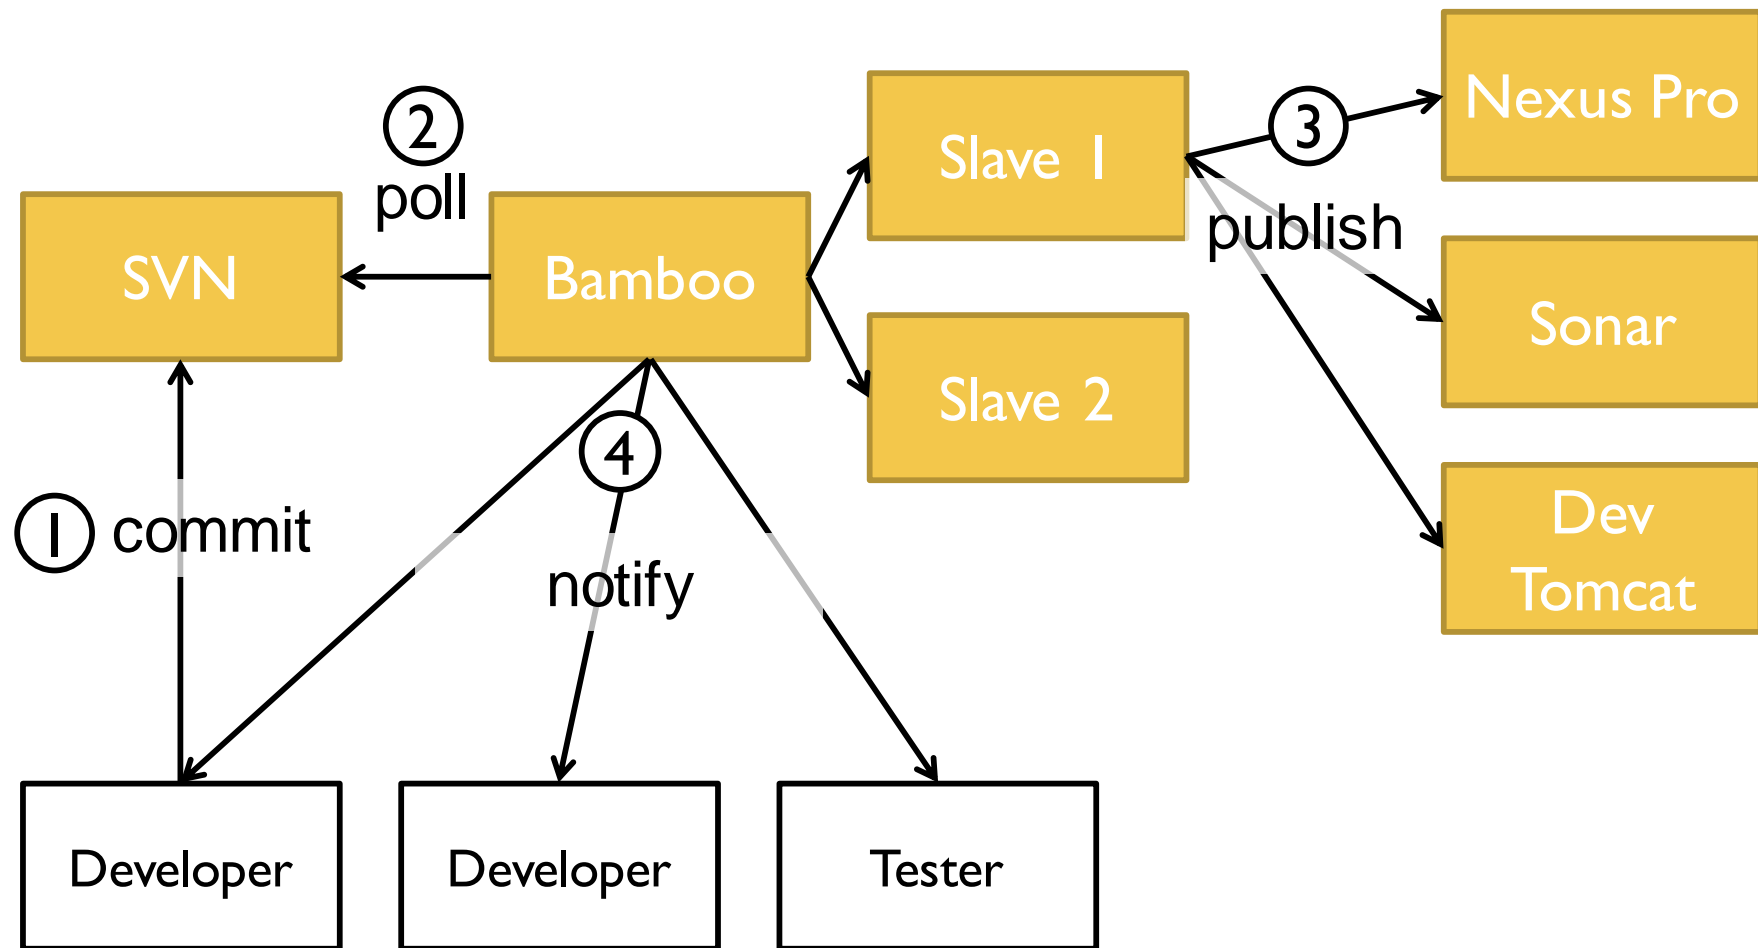 Nexus Pro
2
Slave 1
3
poll
publish
SVN
Bamboo
Sonar
Slave 2
4
Dev
Tomcat
1 commit
notify
Developer
Developer
Tester